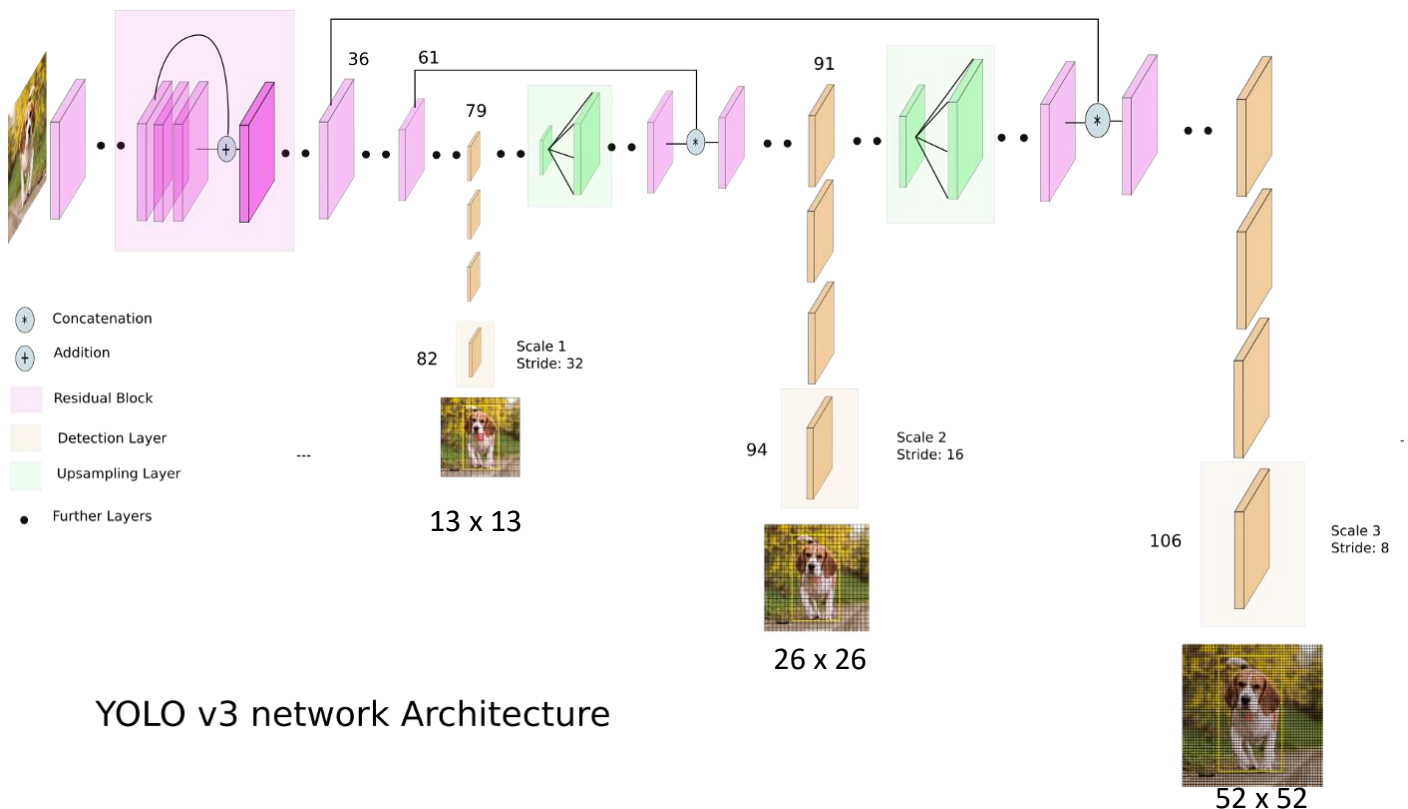 36
61
91
79
+
*
*
* Concatenation
+ Addition
Residual Block
Detection Layer
Upsampling Layer
Further Layers
---
82
Scale 1
Stride: 32
13 x 13
94
Scale 2
Stride: 16
26 x 26
106
Scale 3
Stride: 8
52 x 52
YOLO v3 network Architecture